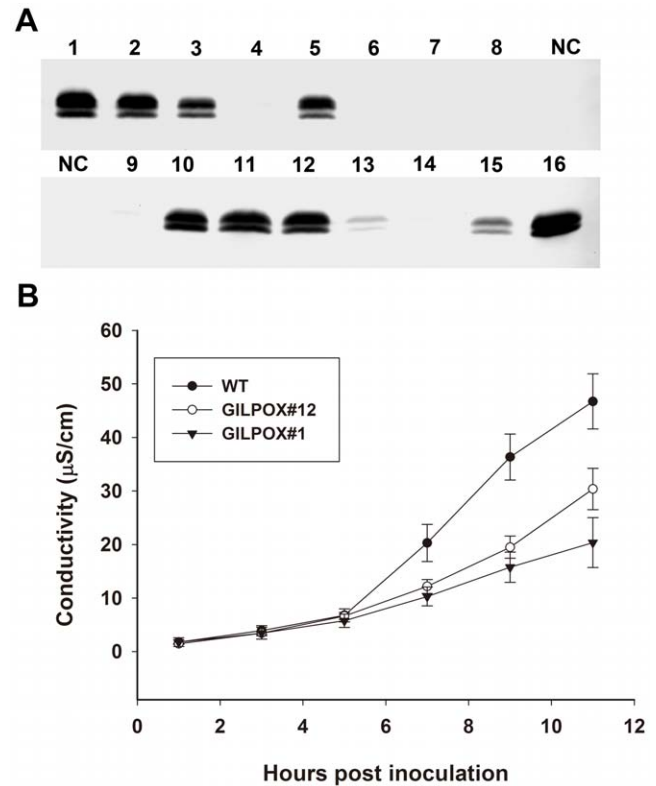 A
1 2 3 4 5 6 7 8 NC
NC 9 10 11 12 13 14 15 16
B
60
50
40
30
20
10
0
Conductivity (µS/cm)
WT
GILPOX#12
GILPOX#1
0 2 4 6 8 10 12
Hours post inoculation